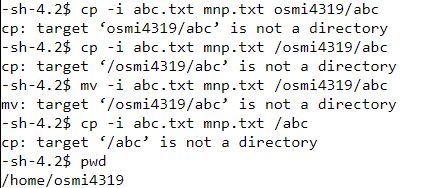 -sh-4.2$ cp -i abc.txt mnp.txt osmi4319/abc
cp: target ‘osmi4319/abc’ is not a directory
-sh-4.2$ cp -i abc.txt mnp.txt /osmi4319/abc
cp: target ‘/osmi4319/abc’ is not a directory
-sh-4.2$ mv -i abc.txt mnp.txt /osmi4319/abc
mv: target ‘/osmi4319/abc’ is not a directory
-sh-4.2$ cp -i abc.txt mnp.txt /abc
cp: target ‘/abc’ is not a directory
-sh-4.2$ pwd
/home/osmi4319